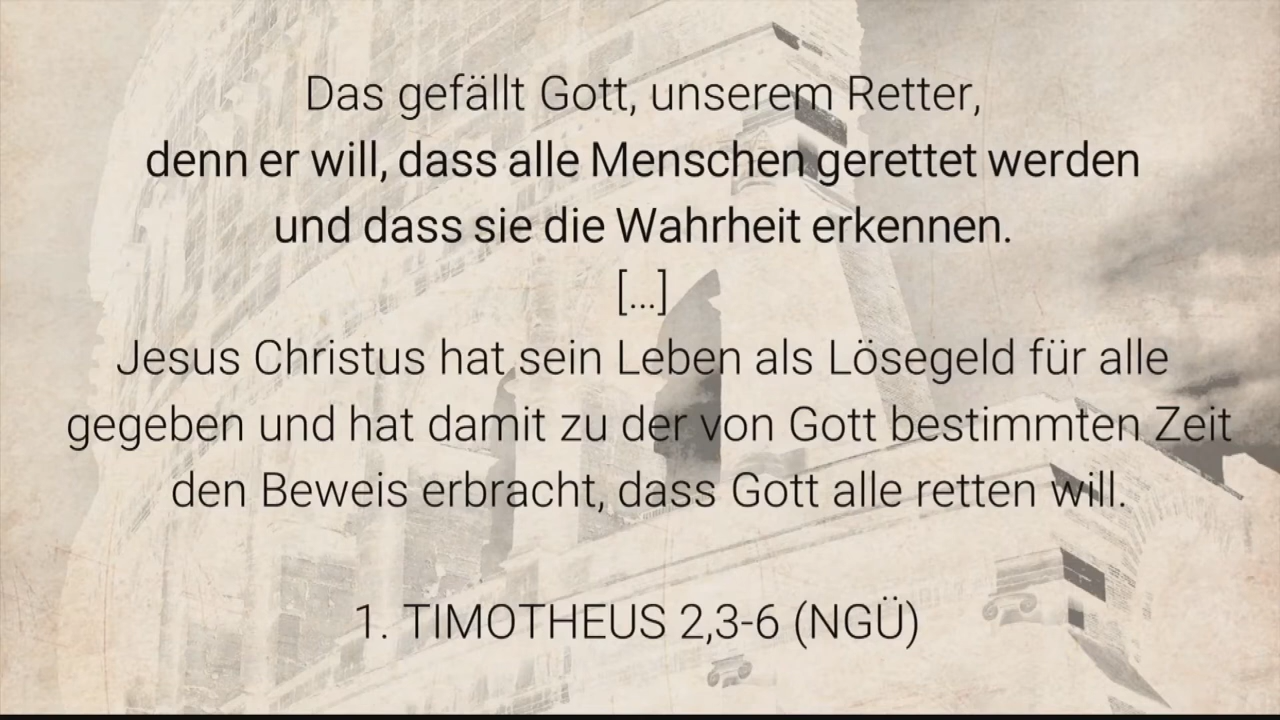 Das gefällt Gott, unserem Retter,
denn er will, dass alle Menschen gerettet werden
und dass sie die Wahrheit erkennen.
[...]
Jesus Christus hat sein Leben als Lösegeld für alle
gegeben und hat damit zu der von Gott bestimmten Zeit
den Beweis erbracht, dass Gott alle retten will.
1. TIMOTHEUS 2,3-6 (NGÜ)